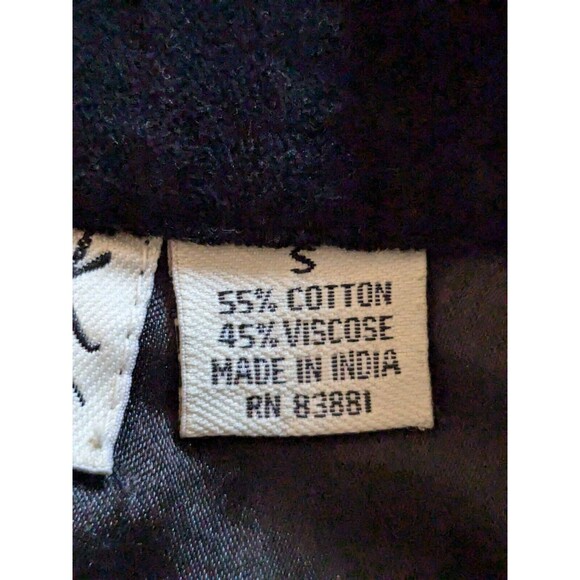 S
55% COTTON
45% VISCOSE
MADE IN INDIA
RN 83881